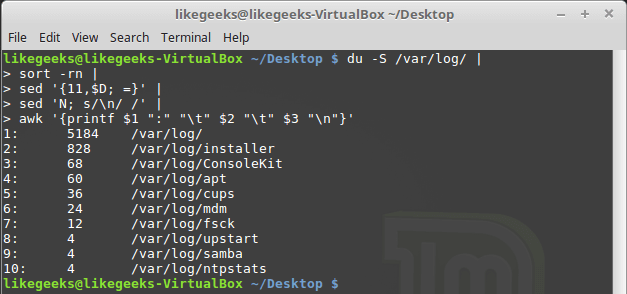 likegeeks@likegeeks-VirtualBox ~/Desktop
File Edit View Search Terminal Help
likegeeks@likegeeks-VirtualBox ~/Desktop $ du -S /var/log/ |
> sort -rn |
> sed '{11,$D; =}' |
> sed 'N; s/\n/ /' |
> awk '{printf $1 ":" "\t" $2 "\t" $3 "\n"}'
1: 5184 /var/log/
2: 828 /var/log/installer
3: 68 /var/log/ConsoleKit
4: 60 /var/log/apt
5: 36 /var/log/cups
6: 24 /var/log/mdm
7: 12 /var/log/fsck
8: 4 /var/log/upstart
9: 4 /var/log/samba
10: 4 /var/log/ntpstats
likegeeks@likegeeks-VirtualBox ~/Desktop $